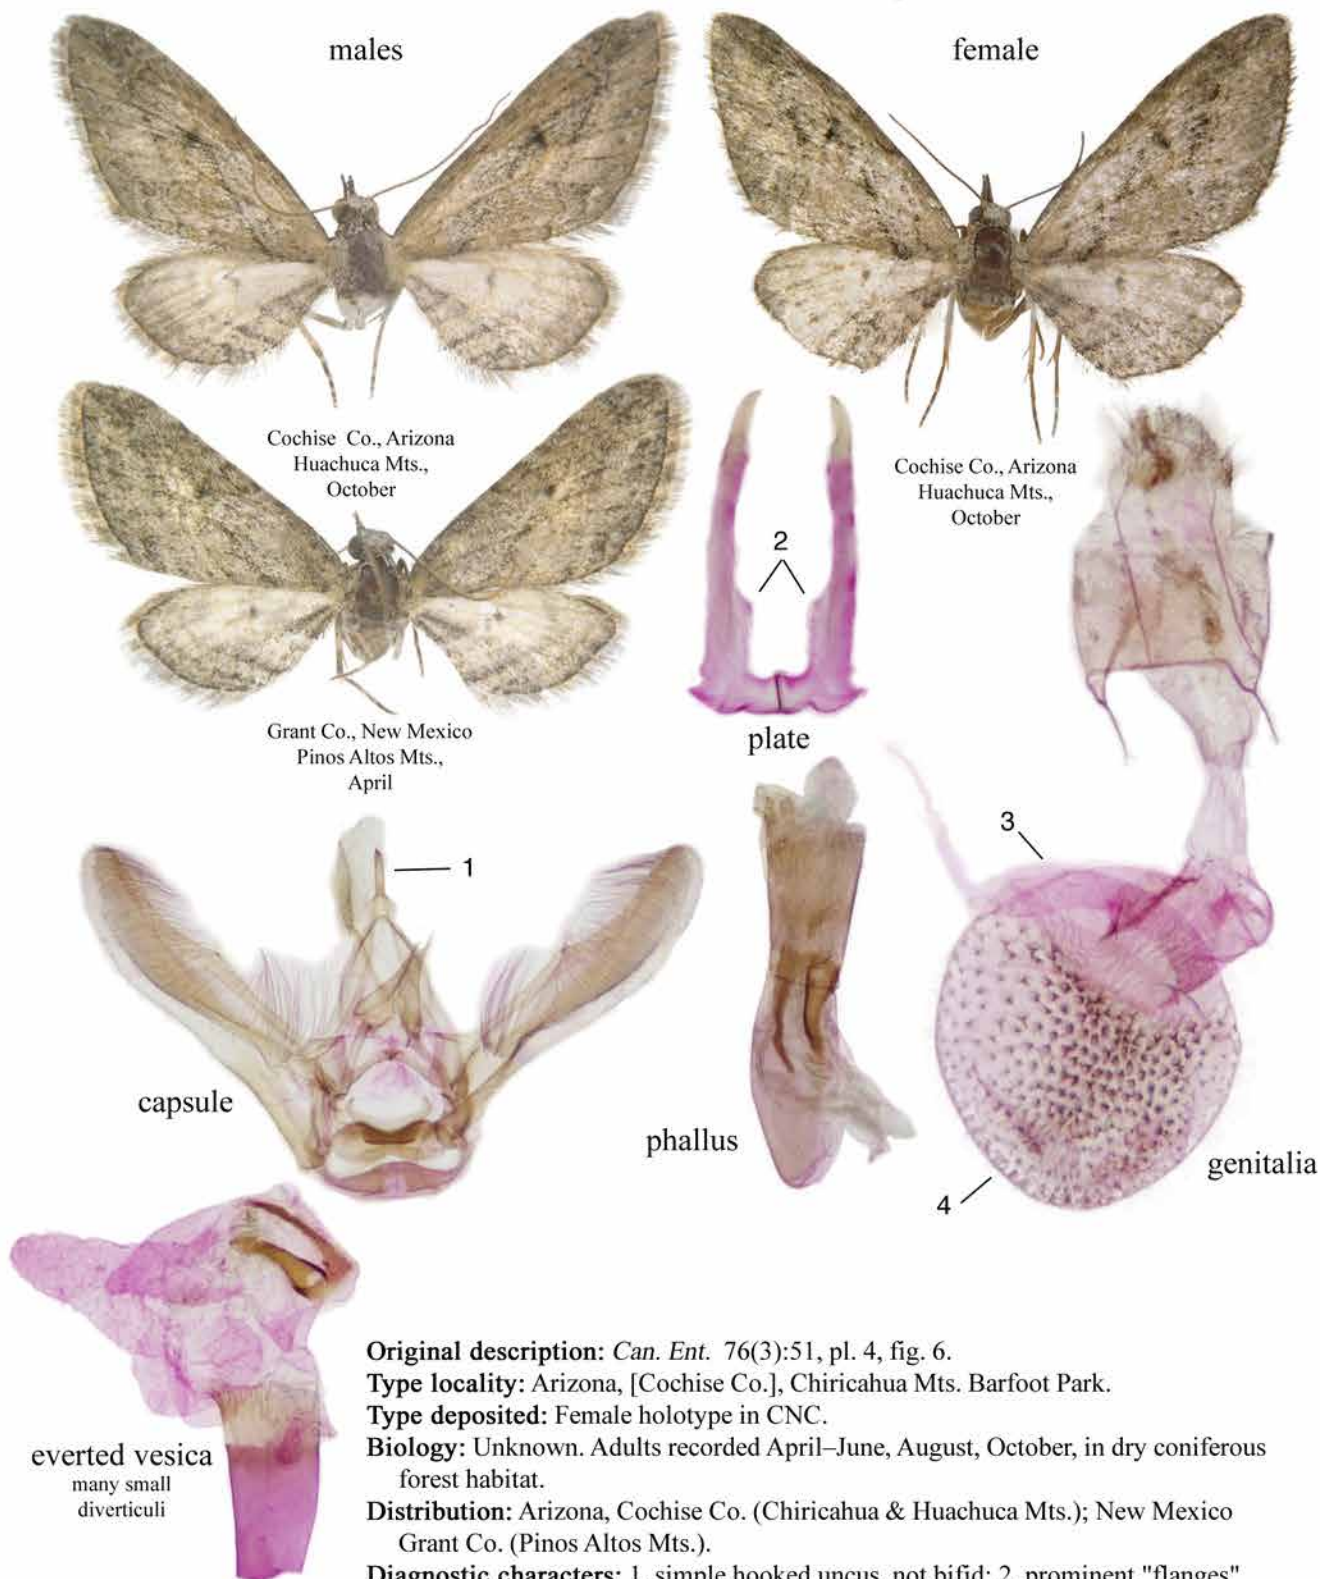 males
female
Cochise Co., Arizona
Huachuca Mts.,
October
Cochise Co., Arizona
Huachuca Mts.,
October
2
Grant Co., New Mexico
Pinos Altos Mts.,
April
plate
3
1
capsule
phallus
genitalia
4
everted vesica
many small
diverticuli
Original description: Can. Ent. 76(3):51, pl. 4, fig. 6.
Type locality: Arizona, [Cochise Co.], Chiricahua Mts. Barfoot Park.
Type deposited: Female holotype in CNC.
Biology: Unknown. Adults recorded April–June, August, October, in dry coniferous
forest habitat.
Distribution: Arizona, Cochise Co. (Chiricahua & Huachuca Mts.); New Mexico
Grant Co. (Pinos Altos Mts.).
Diagnostic characters: 1. simple hooked uncus, not bifid; 2. prominent "flanges"